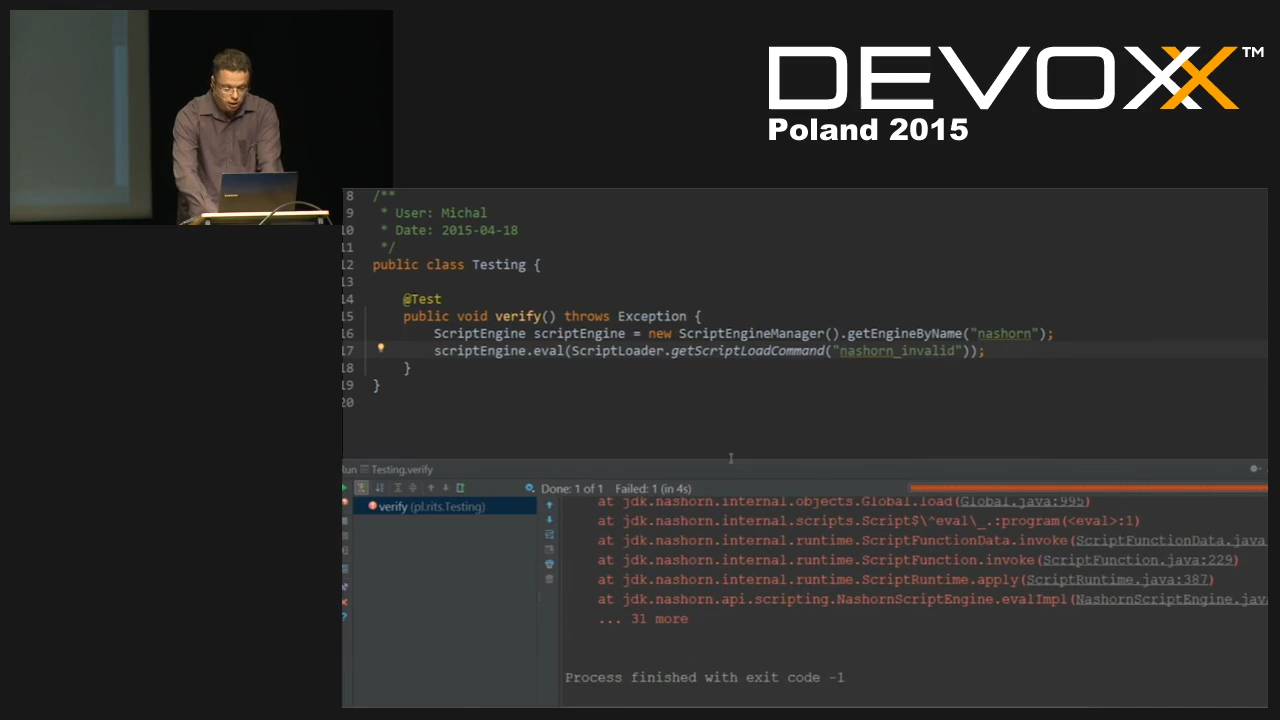 DEVOXX™
Poland 2015
8 /**
9 * User: Michal
10 * Date: 2015-04-18
11 */
12 public class Testing {
13
14 @Test
15 public void verify() throws Exception {
16 ScriptEngine scriptEngine = new ScriptEngineManager().getEngineByName("nashorn");
17 scriptEngine.eval(ScriptLoader.getScriptLoadCommand("nashorn_invalid"));
18 }
19 }
20
Run Testing.verify
Done: 1 of 1 Failed: 1 (in 4s)
verify (pl.rits.Testing)
at jdk.nashorn.internal.objects.Global.load(Global.java:995)
at jdk.nashorn.internal.scripts.Script$\^eval\_.:program(<eval>:1)
at jdk.nashorn.internal.runtime.ScriptFunctionData.invoke(ScriptFunctionData.java
at jdk.nashorn.internal.runtime.ScriptFunction.invoke(ScriptFunction.java:229)
at jdk.nashorn.internal.runtime.ScriptRuntime.apply(ScriptRuntime.java:387)
at jdk.nashorn.api.scripting.NashornScriptEngine.evalImpl(NashornScriptEngine.jav
... 31 more
Process finished with exit code -1